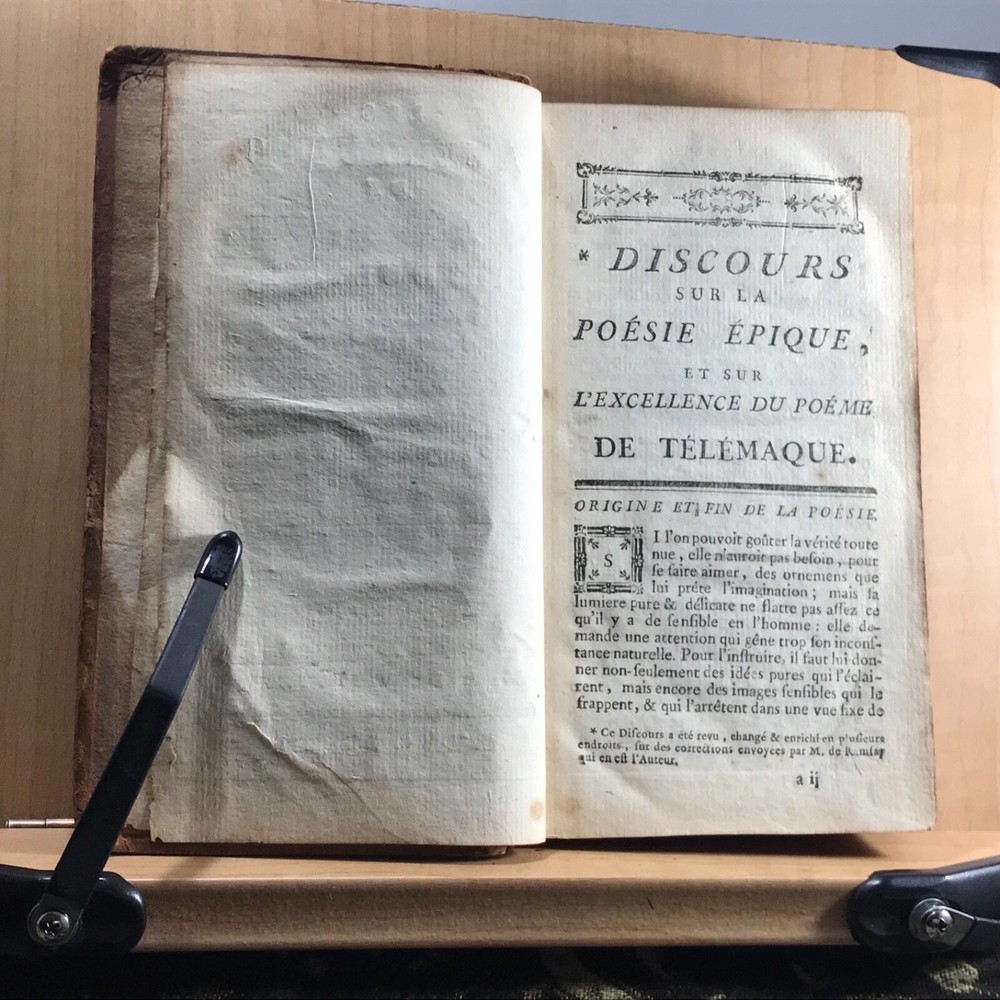 * DISCOURS
SUR LA
POÉSIE ÉPIQUE,
ET SUR
L'EXCELLENCE DU POÉME
DE TÉLÉMAQUE.
ORIGINE ET FIN DE LA POÉSIE.
SI l'on pouvoit goûter la vérité toute
nue, elle n'auroit pas beſoin, pour
ſe faire aimer, des ornemens que
lui prête l'imagination; mais ſa
lumiere pure & délicate ne flatte pas aſſez ce
qu'il y a de ſenſible en l'homme: elle de-
mande une attention qui gêne trop ſon inconſ-
tance naturelle. Pour l'inſtruire, il faut lui don-
ner non-ſeulement des idées pures qui l'éclai-
rent, mais encore des images ſenſibles qui le
frappent, & qui l'arrêtent dans une vue fixe de
* Ce Diſcours a été revu, changé & enrichi en pluſieurs
endroits, ſur des corrections envoyées par M. de Ramſay
qui en eſt l'Auteur.
a ij